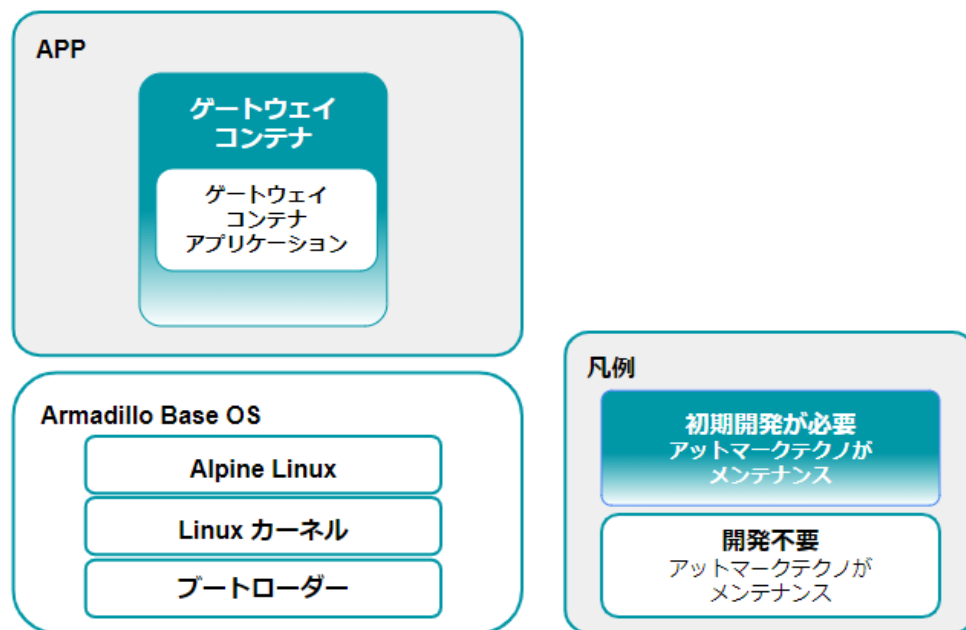 APP
ゲートウェイ
コンテナ
ゲートウェイ
コンテナ
アプリケーション
Armadillo Base OS
Alpine Linux
Linux カーネル
ブートローダー
凡例
初期開発が必要
アットマークテクノが
メンテナンス
開発不要
アットマークテクノが
メンテナンス